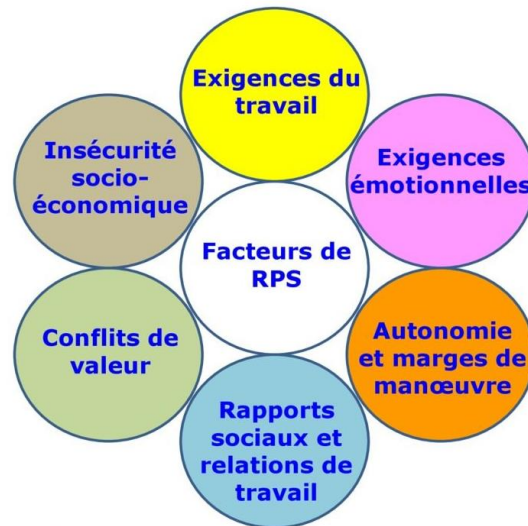 Exigences du
travail
Exigences
émotionnelles
Autonomie
et marges de
manœuvre
Rapports
sociaux et
relations de
travail
Conflits de
valeur
Insécurité
socio-
économique
Facteurs de
RPS